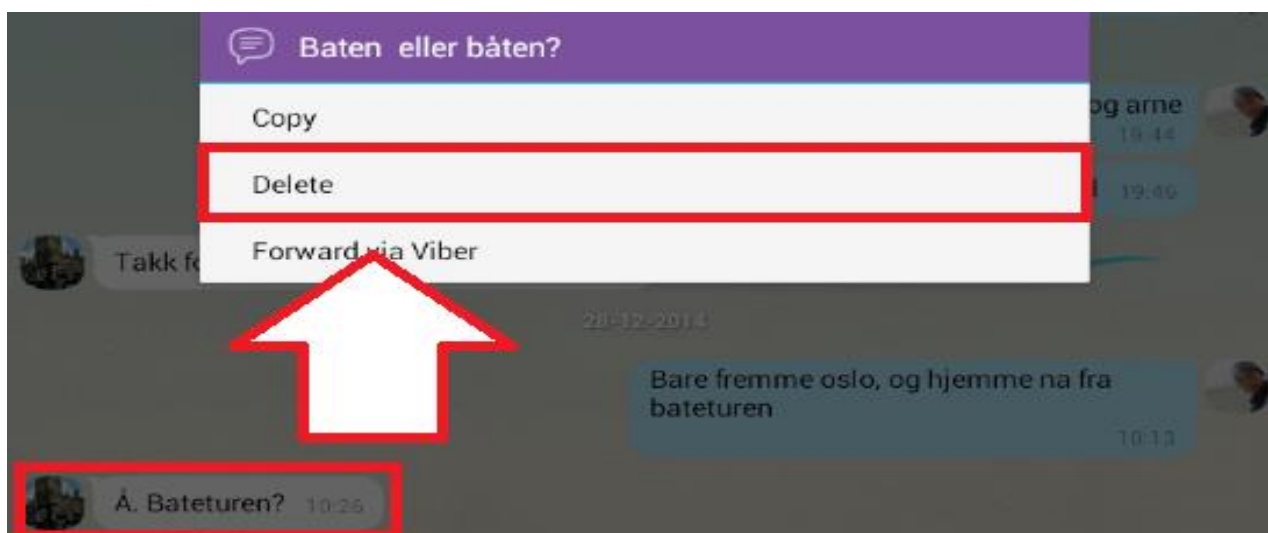 Baten eller båten?
Copy
og arne
19:44
Delete
19:46
Forward via Viber
Takk
28-12-2014
Bare fremme oslo, og hjemme na fra
bateturen
10:13
Å. Bateturen? 10:26